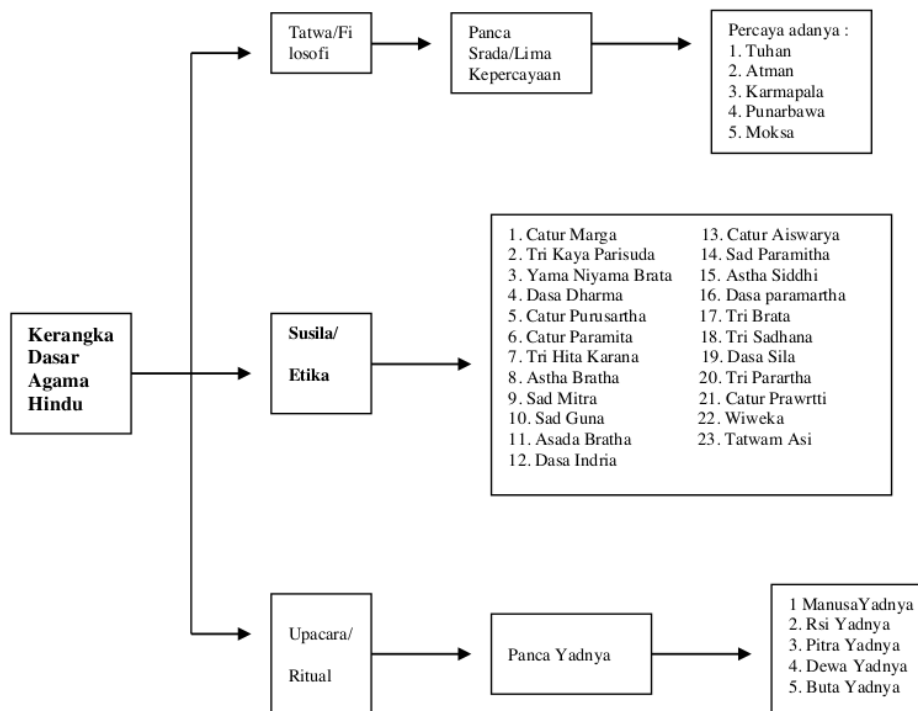 Tatwa/Fi
losofi
Panca
Srada/Lima
Kepercayaan
Percaya adanya :
1. Tuhan
2. Atman
3. Karmapala
4. Punarbawa
5. Moksa
Kerangka
Dasar
Agama
Hindu
Susila/
Etika
1. Catur Marga
2. Tri Kaya Parisuda
3. Yama Niyama Brata
4. Dasa Dharma
5. Catur Purusartha
6. Catur Paramita
7. Tri Hita Karana
8. Astha Bratha
9. Sad Mitra
10. Sad Guna
11. Asada Bratha
12. Dasa Indria
13. Catur Aiswarya
14. Sad Paramitha
15. Astha Siddhi
16. Dasa paramartha
17. Tri Brata
18. Tri Sadhana
19. Dasa Sila
20. Tri Parartha
21. Catur Prawrtti
22. Wiweka
23. Tatwam Asi
Upacara/
Ritual
Panca Yadnya
1 ManusaYadnya
2. Rsi Yadnya
3. Pitra Yadnya
4. Dewa Yadnya
5. Buta Yadnya